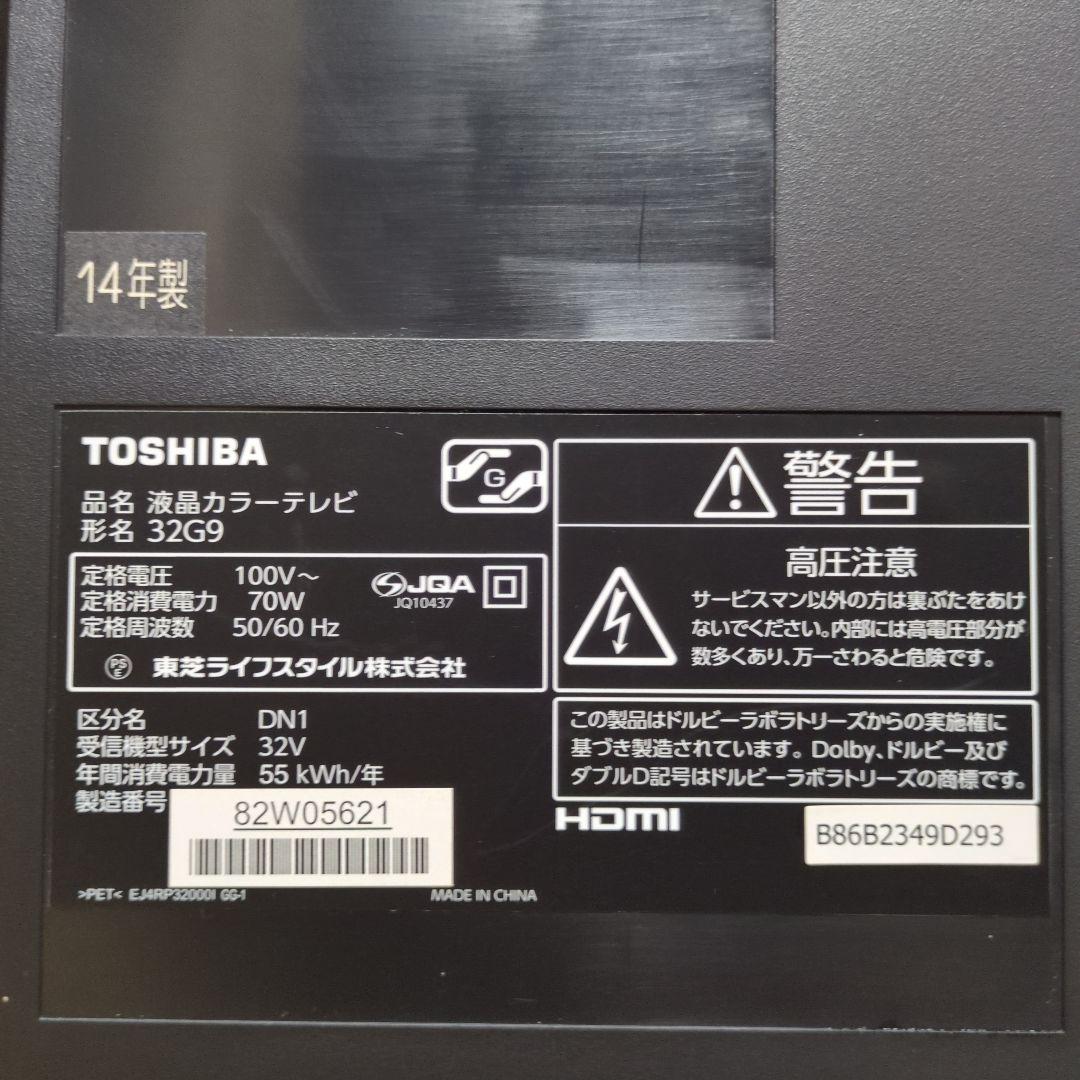 14年製
TOSHIBA
品名 液晶カラーテレビ
形名 32G9
G
定格電圧 100V～
定格消費電力 70W
定格周波数 50/60 Hz
JQA
JQ10437
PSE 東芝ライフスタイル株式会社
区分名 DN1
受信機型サイズ 32V
年間消費電力量 55 kWh/年
製造番号
82W05621
>PET< EJ4RP32000I GG-1
MADE IN CHINA
警告
高圧注意
サービスマン以外の方は裏ぶたをあけ
ないでください。内部には高電圧部分が
数多くあり、万一さわると危険です。
この製品はドルビーラボラトリーズからの実施権に
基づき製造されています。Dolby、ドルビー及び
ダブルD記号はドルビーラボラトリーズの商標です。
HDMI
B86B2349D293